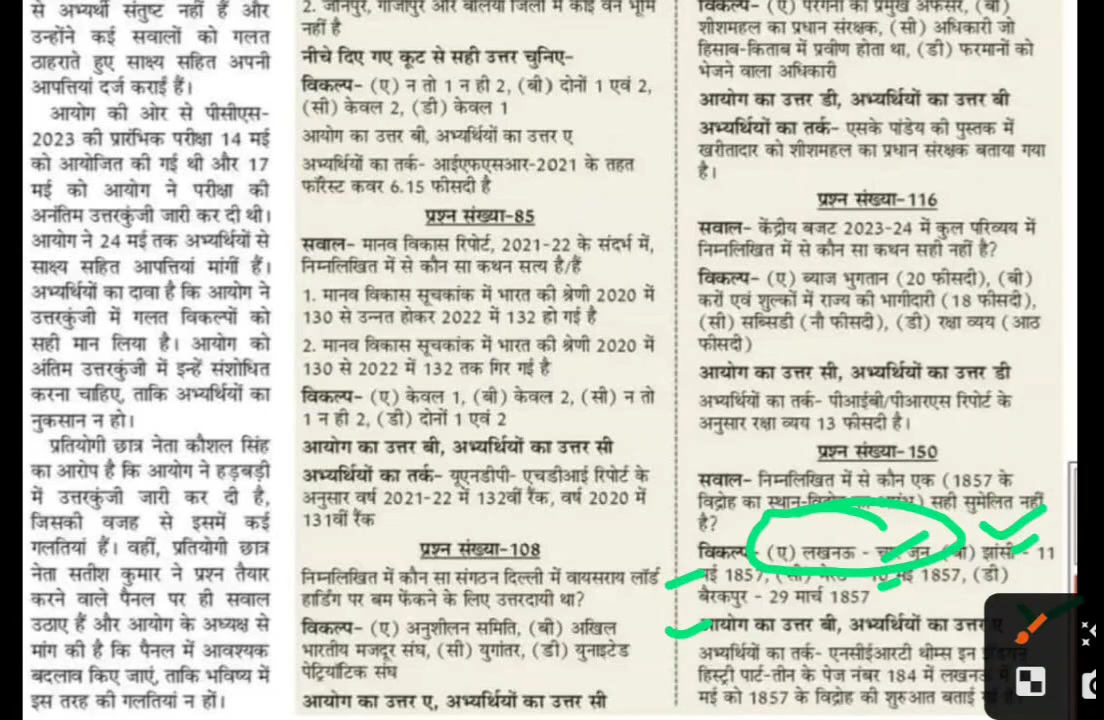 से अभ्यर्थी संतुष्ट नहीं हैं और
उन्होंने कई सवालों को गलत
ठहराते हुए साक्ष्य सहित अपनी
आपत्तियां दर्ज कराई हैं।
आयोग की ओर से पीसीएस-
2023 की प्रारंभिक परीक्षा 14 मई
को आयोजित की गई थी और 17
मई को आयोग ने परीक्षा की
अनंतिम उत्तरकुंजी जारी कर दी थी।
आयोग ने 24 मई तक अभ्यर्थियों से
साक्ष्य सहित आपत्तियां मांगीं हैं।
अभ्यर्थियों का दावा है कि आयोग ने
उत्तरकुंजी में गलत विकल्पों को
सही मान लिया है। आयोग को
अंतिम उत्तरकुंजी में इन्हें संशोधित
करना चाहिए, ताकि अभ्यर्थियों का
नुकसान न हो।
प्रतियोगी छात्र नेता कौशल सिंह
का आरोप है कि आयोग ने हड़बड़ी
में उत्तरकुंजी जारी कर दी है,
जिसकी वजह से इसमें कई
गलतियां हैं। वहीं, प्रतियोगी छात्र
नेता सतीश कुमार ने प्रश्न तैयार
करने वाले पैनल पर ही सवाल
उठाए हैं और आयोग के अध्यक्ष से
मांग की है कि पैनल में आवश्यक
बदलाव किए जाएं, ताकि भविष्य में
इस तरह की गलतियां न हों।
2. जौनपुर, गाजीपुर और बलिया जिलों में कोई वन भूमि
नहीं है
नीचे दिए गए कूट से सही उत्तर चुनिए-
विकल्प- (ए) न तो 1 न ही 2, (बी) दोनों 1 एवं 2,
(सी) केवल 2, (डी) केवल 1
आयोग का उत्तर बी, अभ्यर्थियों का उत्तर ए
अभ्यर्थियों का तर्क- आईएफएसआर-2021 के तहत
फॉरेस्ट कवर 6.15 फीसदी है
प्रश्न संख्या-85
सवाल- मानव विकास रिपोर्ट, 2021-22 के संदर्भ में,
निम्नलिखित में से कौन सा कथन सत्य है/हैं
1. मानव विकास सूचकांक में भारत की श्रेणी 2020 में
130 से उन्नत होकर 2022 में 132 हो गई है
2. मानव विकास सूचकांक में भारत की श्रेणी 2020 में
130 से 2022 में 132 तक गिर गई है
विकल्प- (ए) केवल 1, (बी) केवल 2, (सी) न तो
1 न ही 2, (डी) दोनों 1 एवं 2
आयोग का उत्तर बी, अभ्यर्थियों का उत्तर सी
अभ्यर्थियों का तर्क- यूएनडीपी- एचडीआई रिपोर्ट के
अनुसार वर्ष 2021-22 में 132वीं रैंक, वर्ष 2020 में
131वीं रैंक
प्रश्न संख्या-108
निम्नलिखित में कौन सा संगठन दिल्ली में वायसराय लॉर्ड
हार्डिंग पर बम फेंकने के लिए उत्तरदायी था?
विकल्प- (ए) अनुशीलन समिति, (बी) अखिल
भारतीय मजदूर संघ, (सी) युगांतर, (डी) युनाइटेड
पेट्रियॉटिक संघ
आयोग का उत्तर ए, अभ्यर्थियों का उत्तर सी
विकल्प- (ए) परगना का प्रमुख अफसर, (बी)
शीशमहल का प्रधान संरक्षक, (सी) अधिकारी जो
हिसाब-किताब में प्रवीण होता था, (डी) फरमानों को
भेजने वाला अधिकारी
आयोग का उत्तर डी, अभ्यर्थियों का उत्तर बी
अभ्यर्थियों का तर्क- एसके पांडेय की पुस्तक में
खरीतादार को शीशमहल का प्रधान संरक्षक बताया गया
है।
प्रश्न संख्या-116
सवाल- केंद्रीय बजट 2023-24 में कुल परिव्यय में
निम्नलिखित में से कौन सा कथन सही नहीं है?
विकल्प- (ए) ब्याज भुगतान (20 फीसदी), (बी)
करों एवं शुल्कों में राज्य की भागीदारी (18 फीसदी),
(सी) सब्सिडी (नौ फीसदी), (डी) रक्षा व्यय (आठ
फीसदी)
आयोग का उत्तर सी, अभ्यर्थियों का उत्तर डी
अभ्यर्थियों का तर्क- पीआईबी/पीआरएस रिपोर्ट के
अनुसार रक्षा व्यय 13 फीसदी है।
प्रश्न संख्या-150
सवाल- निम्नलिखित में से कौन एक (1857 के
विद्रोह का स्थान- सही सुमेलित नहीं
है?
विकल्प- (ए) लखनऊ - जून, (बी) झांसी - 11
मई 1857, (सी) मेरठ - 10 मई 1857, (डी)
बैरकपुर - 29 मार्च 1857
आयोग का उत्तर बी, अभ्यर्थियों का उत्तर ए
अभ्यर्थियों का तर्क- एनसीईआरटी थीम्स इन
हिस्ट्री पार्ट-तीन के पेज नंबर 184 में लखनऊ
मई को 1857 के विद्रोह की शुरुआत बताई